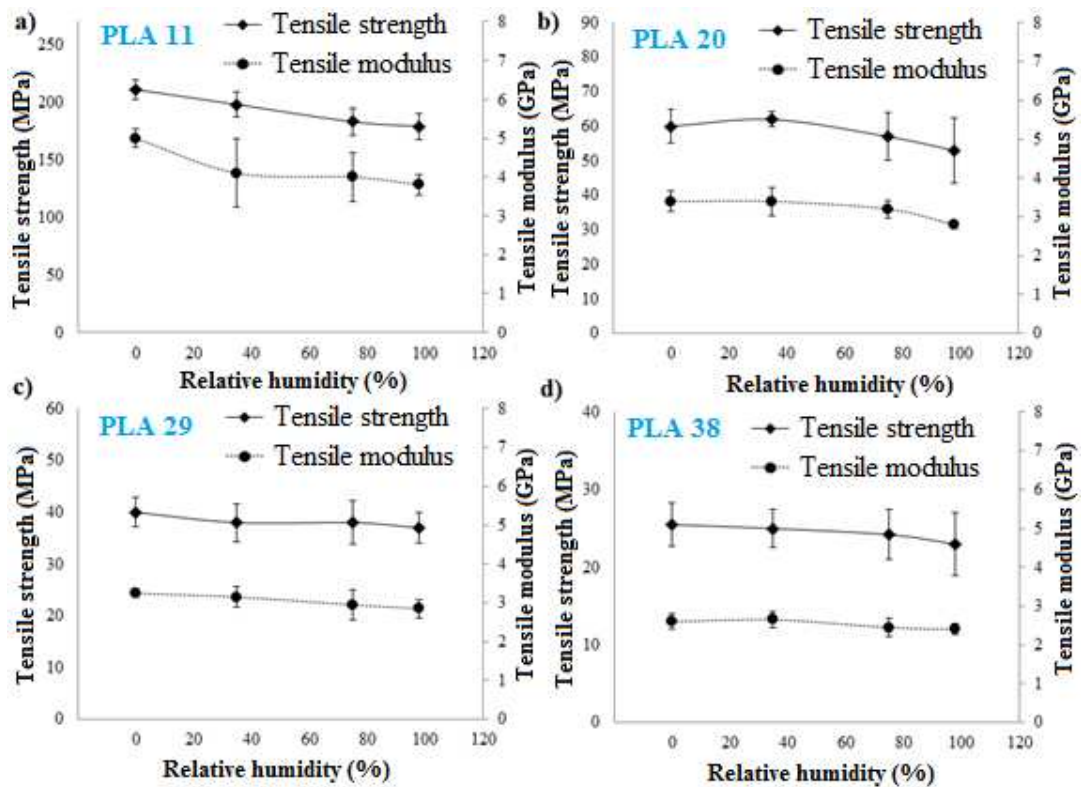 a)
PLA 11
Tensile strength
Tensile modulus
Tensile strength (MPa)
250
200
150
100
50
0
8
7
6
5
4
3
2
1
0
Tensile modulus (GPa)
0 20 40 60 80 100 120
Relative humidity (%)
b)
PLA 20
Tensile strength
Tensile modulus
Tensile strength (MPa)
90
80
70
60
50
40
30
20
10
0
8
7
6
5
4
3
2
1
0
Tensile modulus (GPa)
0 20 40 60 80 100 120
Relative humidity (%)
c)
PLA 29
Tensile strength
Tensile modulus
Tensile strength (MPa)
60
50
40
30
20
10
0
8
7
6
5
4
3
2
1
0
Tensile modulus (GPa)
0 20 40 60 80 100 120
Relative humidity (%)
d)
PLA 38
Tensile strength
Tensile modulus
Tensile strength (MPa)
40
30
20
10
0
8
7
6
5
4
3
2
1
0
Tensile modulus (GPa)
0 20 40 60 80 100 120
Relative humidity (%)